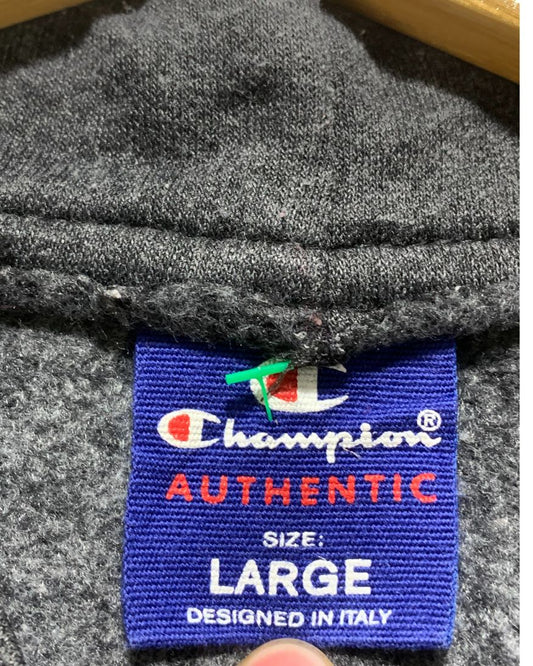 Champion®
AUTHENTIC
SIZE:
LARGE
DESIGNED IN ITALY